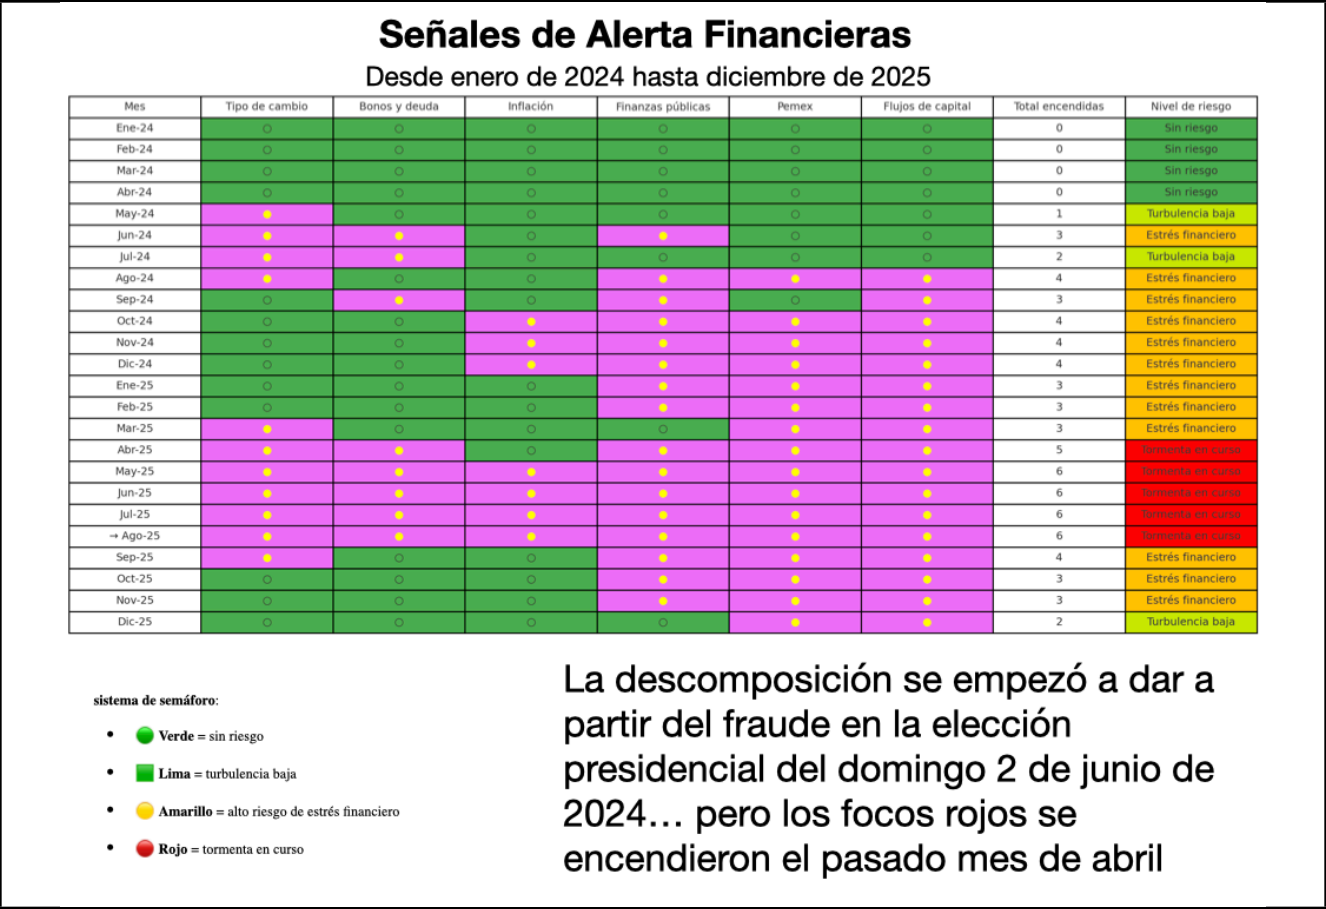 Señales de Alerta Financieras
Desde enero de 2024 hasta diciembre de 2025
Mes Tipo de cambio Bonos y deuda Inflación Finanzas públicas Pemex Flujos de capital Total encendidas Nivel de riesgo
Ene-24 ○ ○ ○ ○ ○ ○ 0 Sin riesgo
Feb-24 ○ ○ ○ ○ ○ ○ 0 Sin riesgo
Mar-24 ○ ○ ○ ○ ○ ○ 0 Sin riesgo
Abr-24 ○ ○ ○ ○ ○ ○ 0 Sin riesgo
May-24 ● ○ ○ ○ ○ ○ 1 Turbulencia baja
Jun-24 ● ● ○ ● ○ ○ 3 Estrés financiero
Jul-24 ● ● ○ ○ ○ ○ 2 Turbulencia baja
Ago-24 ● ○ ○ ● ● ● 4 Estrés financiero
Sep-24 ○ ● ○ ● ○ ● 3 Estrés financiero
Oct-24 ○ ○ ● ● ● ● 4 Estrés financiero
Nov-24 ○ ○ ● ● ● ● 4 Estrés financiero
Dic-24 ○ ○ ● ● ● ● 4 Estrés financiero
Ene-25 ○ ○ ○ ● ● ● 3 Estrés financiero
Feb-25 ○ ○ ○ ● ● ● 3 Estrés financiero
Mar-25 ● ○ ○ ○ ● ● 3 Estrés financiero
Abr-25 ● ● ○ ● ● ● 5 Tormenta en curso
May-25 ● ● ● ● ● ● 6 Tormenta en curso
Jun-25 ● ● ● ● ● ● 6 Tormenta en curso
Jul-25 ● ● ● ● ● ● 6 Tormenta en curso
→ Ago-25 ● ● ● ● ● ● 6 Tormenta en curso
Sep-25 ● ○ ○ ● ● ● 4 Estrés financiero
Oct-25 ○ ○ ○ ● ● ● 3 Estrés financiero
Nov-25 ○ ○ ○ ● ● ● 3 Estrés financiero
Dic-25 ○ ○ ○ ○ ● ● 2 Turbulencia baja
sistema de semáforo:
• Verde = sin riesgo
• Lima = turbulencia baja
• Amarillo = alto riesgo de estrés financiero
• Rojo = tormenta en curso
La descomposición se empezó a dar a
partir del fraude en la elección
presidencial del domingo 2 de junio de
2024… pero los focos rojos se
encendieron el pasado mes de abril